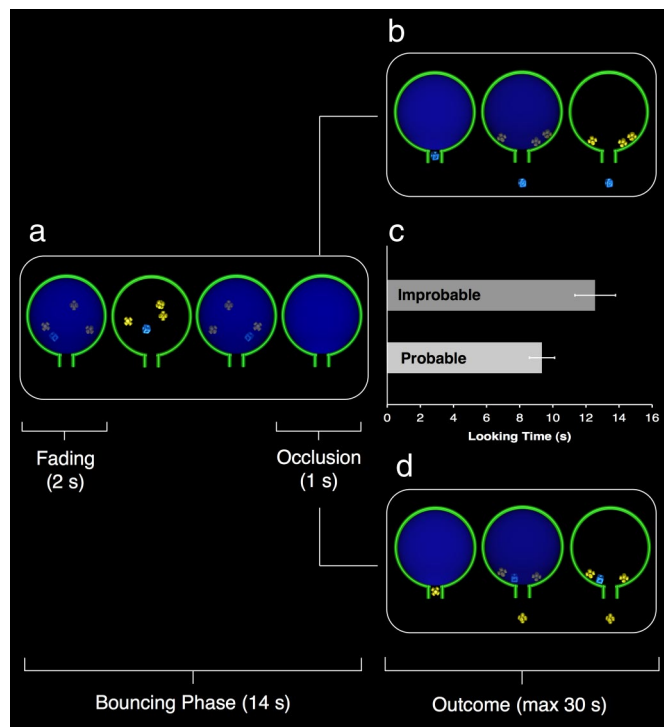 b
a
c
Improbable
Probable
0 2 4 6 8 10 12 14 16
Looking Time (s)
Fading
(2 s)
Occlusion
(1 s)
d
Bouncing Phase (14 s)
Outcome (max 30 s)